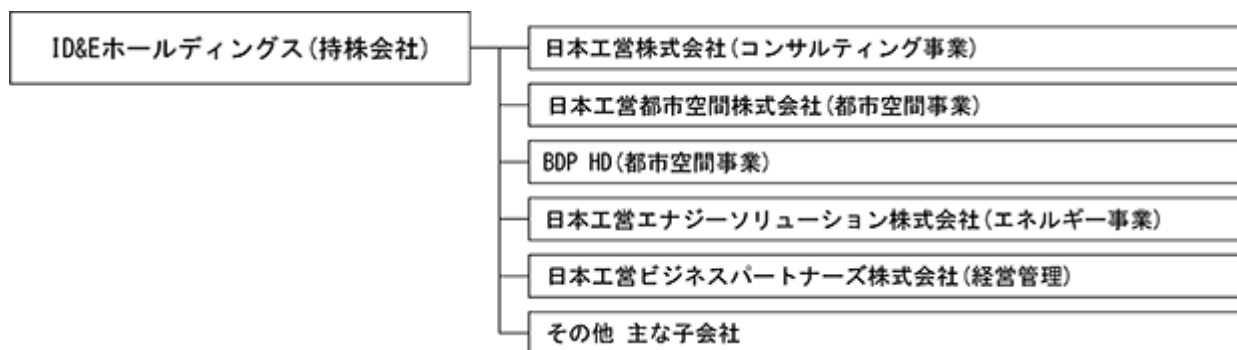 ID&Eホールディングス(持株会社)
日本工営株式会社(コンサルティング事業)
日本工営都市空間株式会社(都市空間事業)
BDP HD(都市空間事業)
日本工営エナジーソリューション株式会社(エネルギー事業)
日本工営ビジネスパートナーズ株式会社(経営管理)
その他 主な子会社